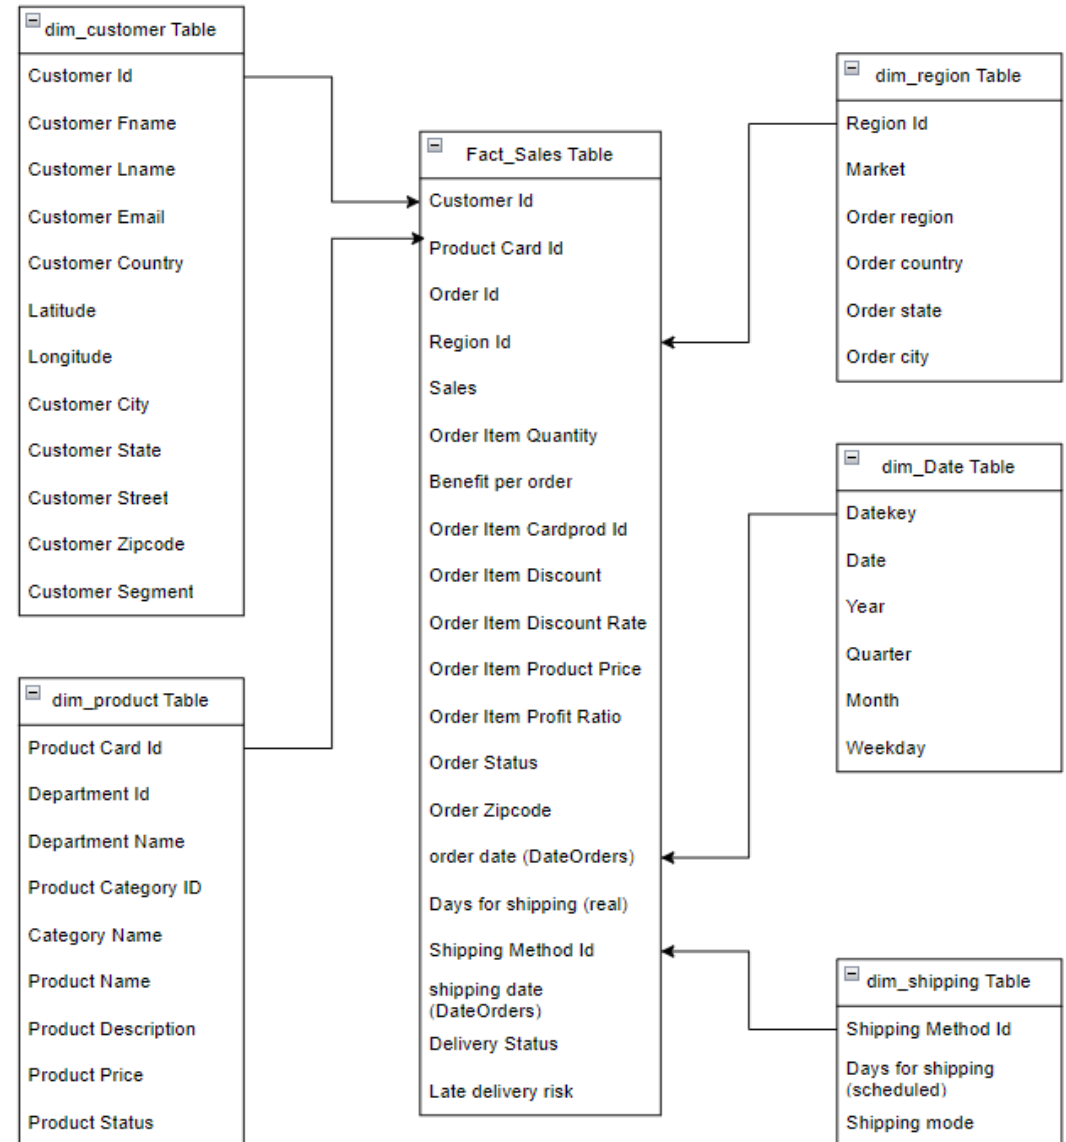 dim_customer Table
Customer Id
Customer Fname
Customer Lname
Customer Email
Customer Country
Latitude
Longitude
Customer City
Customer State
Customer Street
Customer Zipcode
Customer Segment
dim_product Table
Product Card Id
Department Id
Department Name
Product Category ID
Category Name
Product Name
Product Description
Product Price
Product Status
Fact_Sales Table
Customer Id
Product Card Id
Order Id
Region Id
Sales
Order Item Quantity
Benefit per order
Order Item Cardprod Id
Order Item Discount
Order Item Discount Rate
Order Item Product Price
Order Item Profit Ratio
Order Status
Order Zipcode
order date (DateOrders)
Days for shipping (real)
Shipping Method Id
shipping date
(DateOrders)
Delivery Status
Late delivery risk
dim_region Table
Region Id
Market
Order region
Order country
Order state
Order city
dim_Date Table
Datekey
Date
Year
Quarter
Month
Weekday
dim_shipping Table
Shipping Method Id
Days for shipping
(scheduled)
Shipping mode